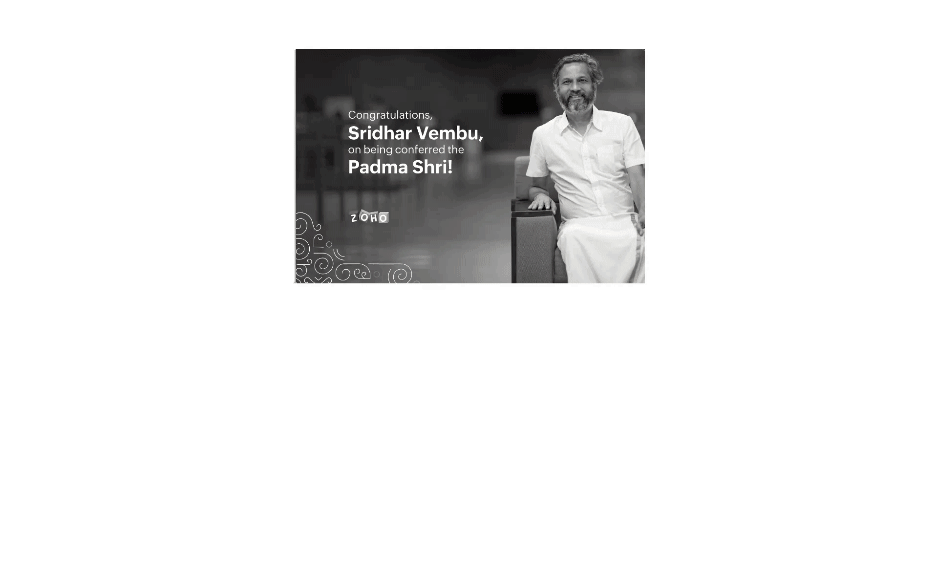 Congratulations,
Sridhar Vembu,
on being conferred the
Padma Shri!
ZOHO